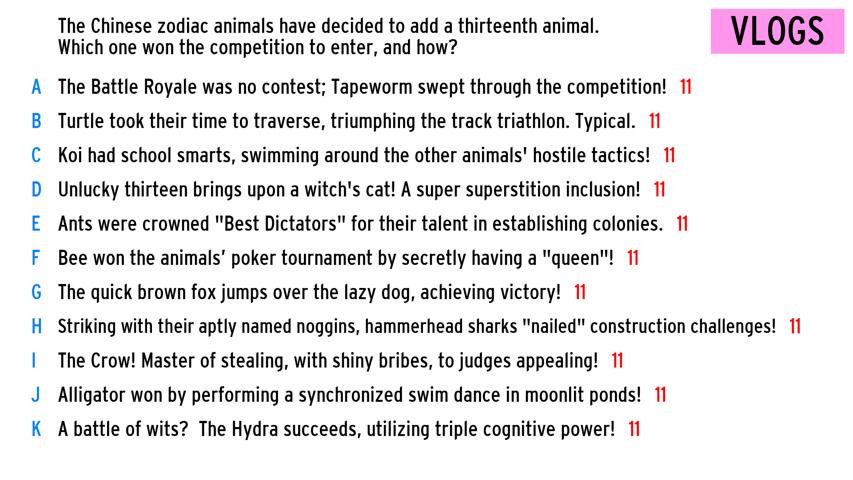 The Chinese zodiac animals have decided to add a thirteenth animal.
Which one won the competition to enter, and how?
VLOGS
A The Battle Royale was no contest; Tapeworm swept through the competition! 11
B Turtle took their time to traverse, triumphing the track triathlon. Typical. 11
C Koi had school smarts, swimming around the other animals' hostile tactics! 11
D Unlucky thirteen brings upon a witch's cat! A super superstition inclusion! 11
E Ants were crowned "Best Dictators" for their talent in establishing colonies. 11
F Bee won the animals’ poker tournament by secretly having a "queen"! 11
G The quick brown fox jumps over the lazy dog, achieving victory! 11
H Striking with their aptly named noggins, hammerhead sharks "nailed" construction challenges! 11
I The Crow! Master of stealing, with shiny bribes, to judges appealing! 11
J Alligator won by performing a synchronized swim dance in moonlit ponds! 11
K A battle of wits?  The Hydra succeeds, utilizing triple cognitive power! 11